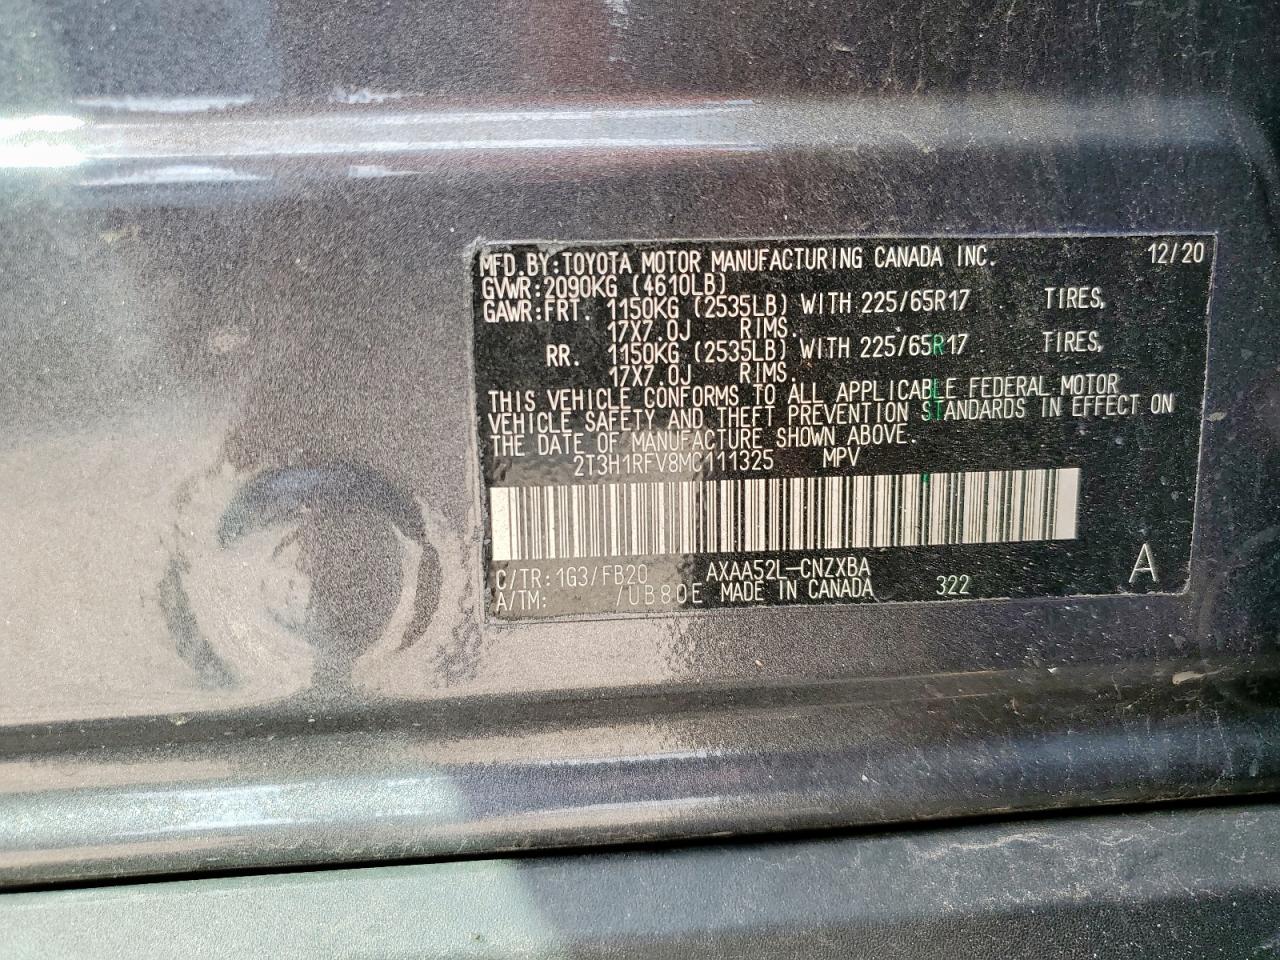 MFD.BY:TOYOTA MOTOR MANUFACTURING CANADA INC. 12/20
GVWR:2090KG (4610LB)
GAWR:FRT. 1150KG (2535LB) WITH 225/65R17 TIRES,
17X7.0J RIMS.
RR. 1150KG (2535LB) WITH 225/65R17 TIRES,
17X7.0J RIMS.
THIS VEHICLE CONFORMS TO ALL APPLICABLE FEDERAL MOTOR
VEHICLE SAFETY AND THEFT PREVENTION STANDARDS IN EFFECT ON
THE DATE OF MANUFACTURE SHOWN ABOVE.
2T3H1RFV8MC111325 MPV
C/TR:1G3/FB20 AXAA52L-CNZXBA A
A/TM: /UB80E MADE IN CANADA 322